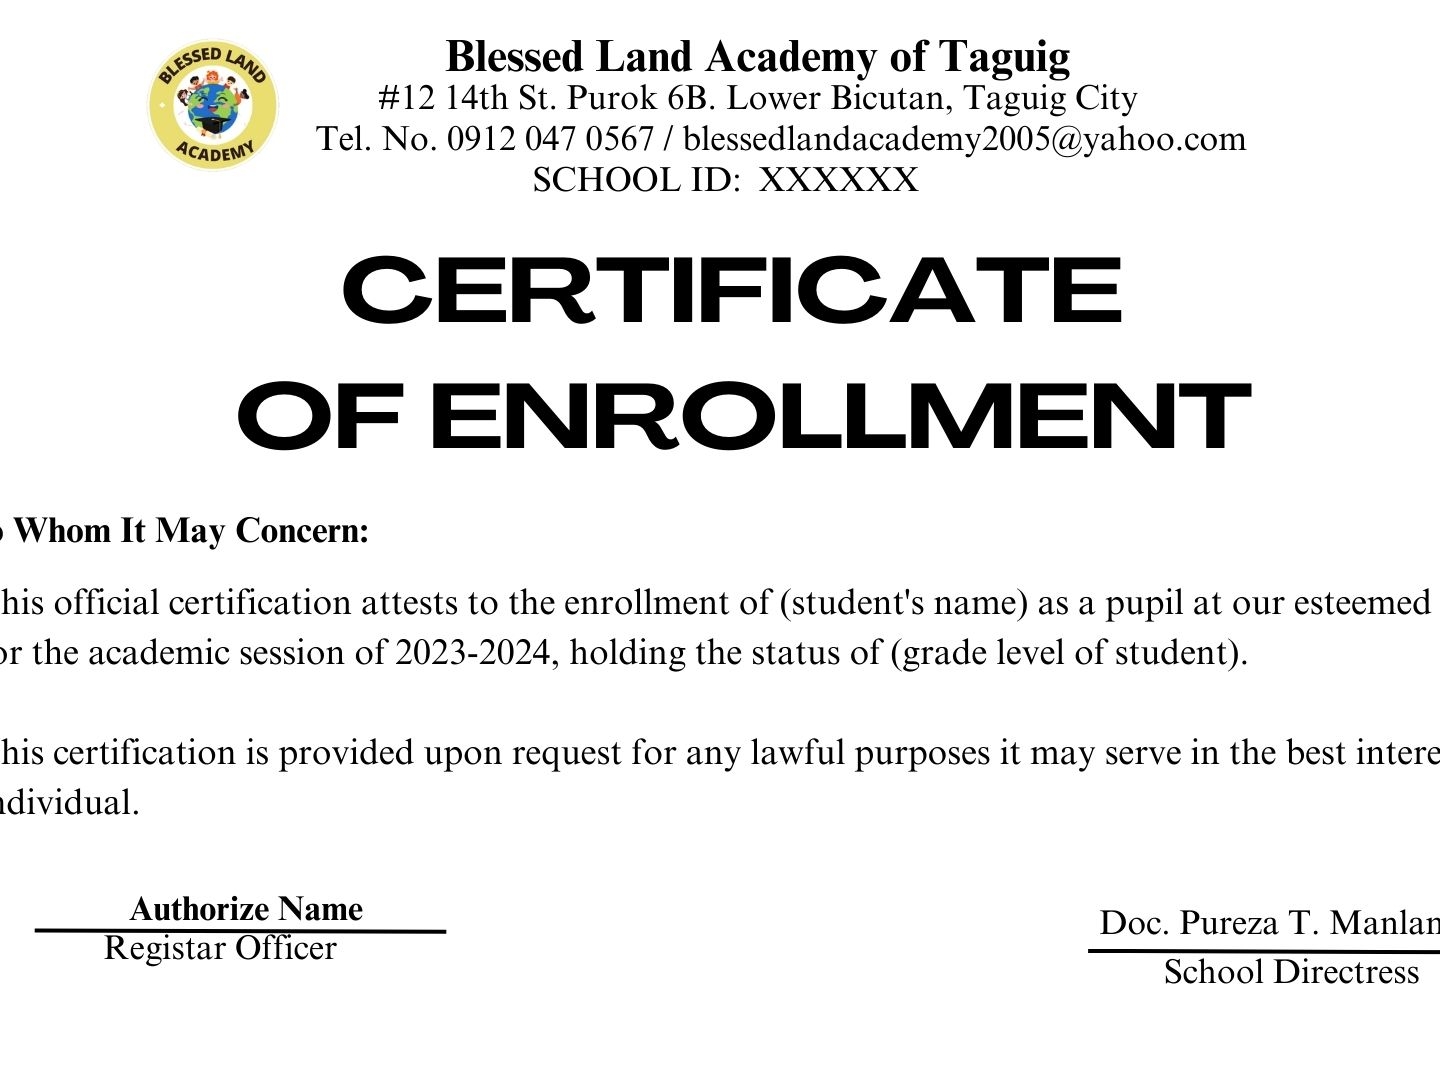 BLESSED LAND
ACADEMY
Blessed Land Academy of Taguig
#12 14th St. Purok 6B. Lower Bicutan, Taguig City
Tel. No. 0912 047 0567 / blessedlandacademy2005@yahoo.com
SCHOOL ID: XXXXXX
CERTIFICATE
OF ENROLLMENT
Whom It May Concern:
his official certification attests to the enrollment of (student's name) as a pupil at our esteemed
or the academic session of 2023-2024, holding the status of (grade level of student).
his certification is provided upon request for any lawful purposes it may serve in the best intere
ndividual.
Authorize Name
Registar Officer
Doc. Pureza T. Manlan
School Directress